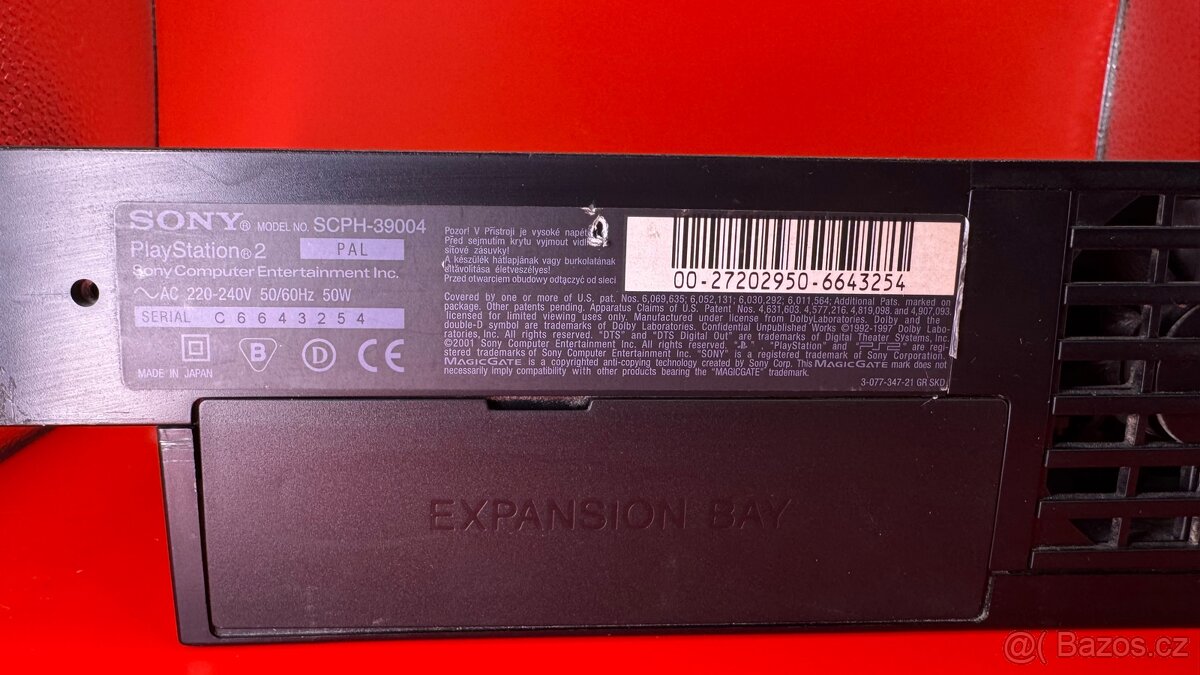 SONY® MODEL NO. SCPH-39004
PlayStation®2 PAL
Sony Computer Entertainment Inc.
AC 220-240V 50/60Hz 50W
SERIAL C6643254
B D CE
MADE IN JAPAN
Pozor! V Přístroji je vysoké napětí
Před sejmutím krytu vyjmout
síťové zásuvky!
A készülék hátlapjának vagy burkolatának
eltávolítása életveszélyes!
Przed otwarciem obudowy odłączyć od sieci
00-27202950-6643254
Covered by one or more of U.S. pat. Nos. 6,069,635; 6,052,131; 6,030,292; 6,011,564; Additional Pats. marked on
package. Other patents pending. Apparatus Claims of U.S. Patent Nos. 4,631,603, 4,577,216, 4,819,098, and 4,907,093,
licensed for limited viewing uses only. Manufactured under license from DolbyLaboratories. Dolby and the
double-D symbol are trademarks of Dolby Laboratories. Confidential Unpublished Works ©1992-1997 Dolby Labo-
ratories, Inc. All rights reserved. "DTS" and "DTS Digital Out" are trademarks of Digital Theater Systems, Inc.
©2001 Sony Computer Entertainment Inc. All rights reserved. " ", "PlayStation" and "PS2" are reg-
istered trademarks of Sony Computer Entertainment Inc. "SONY" is a registered trademark of Sony Corporation.
MAGICGATE is a copyrighted anti-copying technology created by Sony Corp. This MAGICGATE mark does not
necessarily imply compatibility with other products bearing the "MAGICGATE" trademark.
3-077-347-21 GR SKD
EXPANSION BAY
@ Bazos.cz